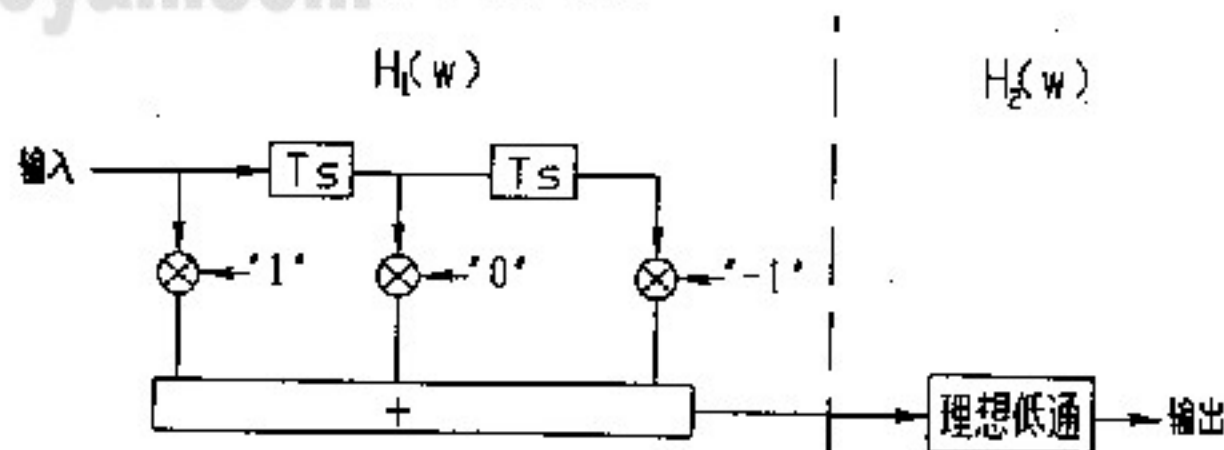 H₁(w)
H₂(w)
输入
Ts
Ts
"1"
"0"
"-1"
+
理想低通
输出